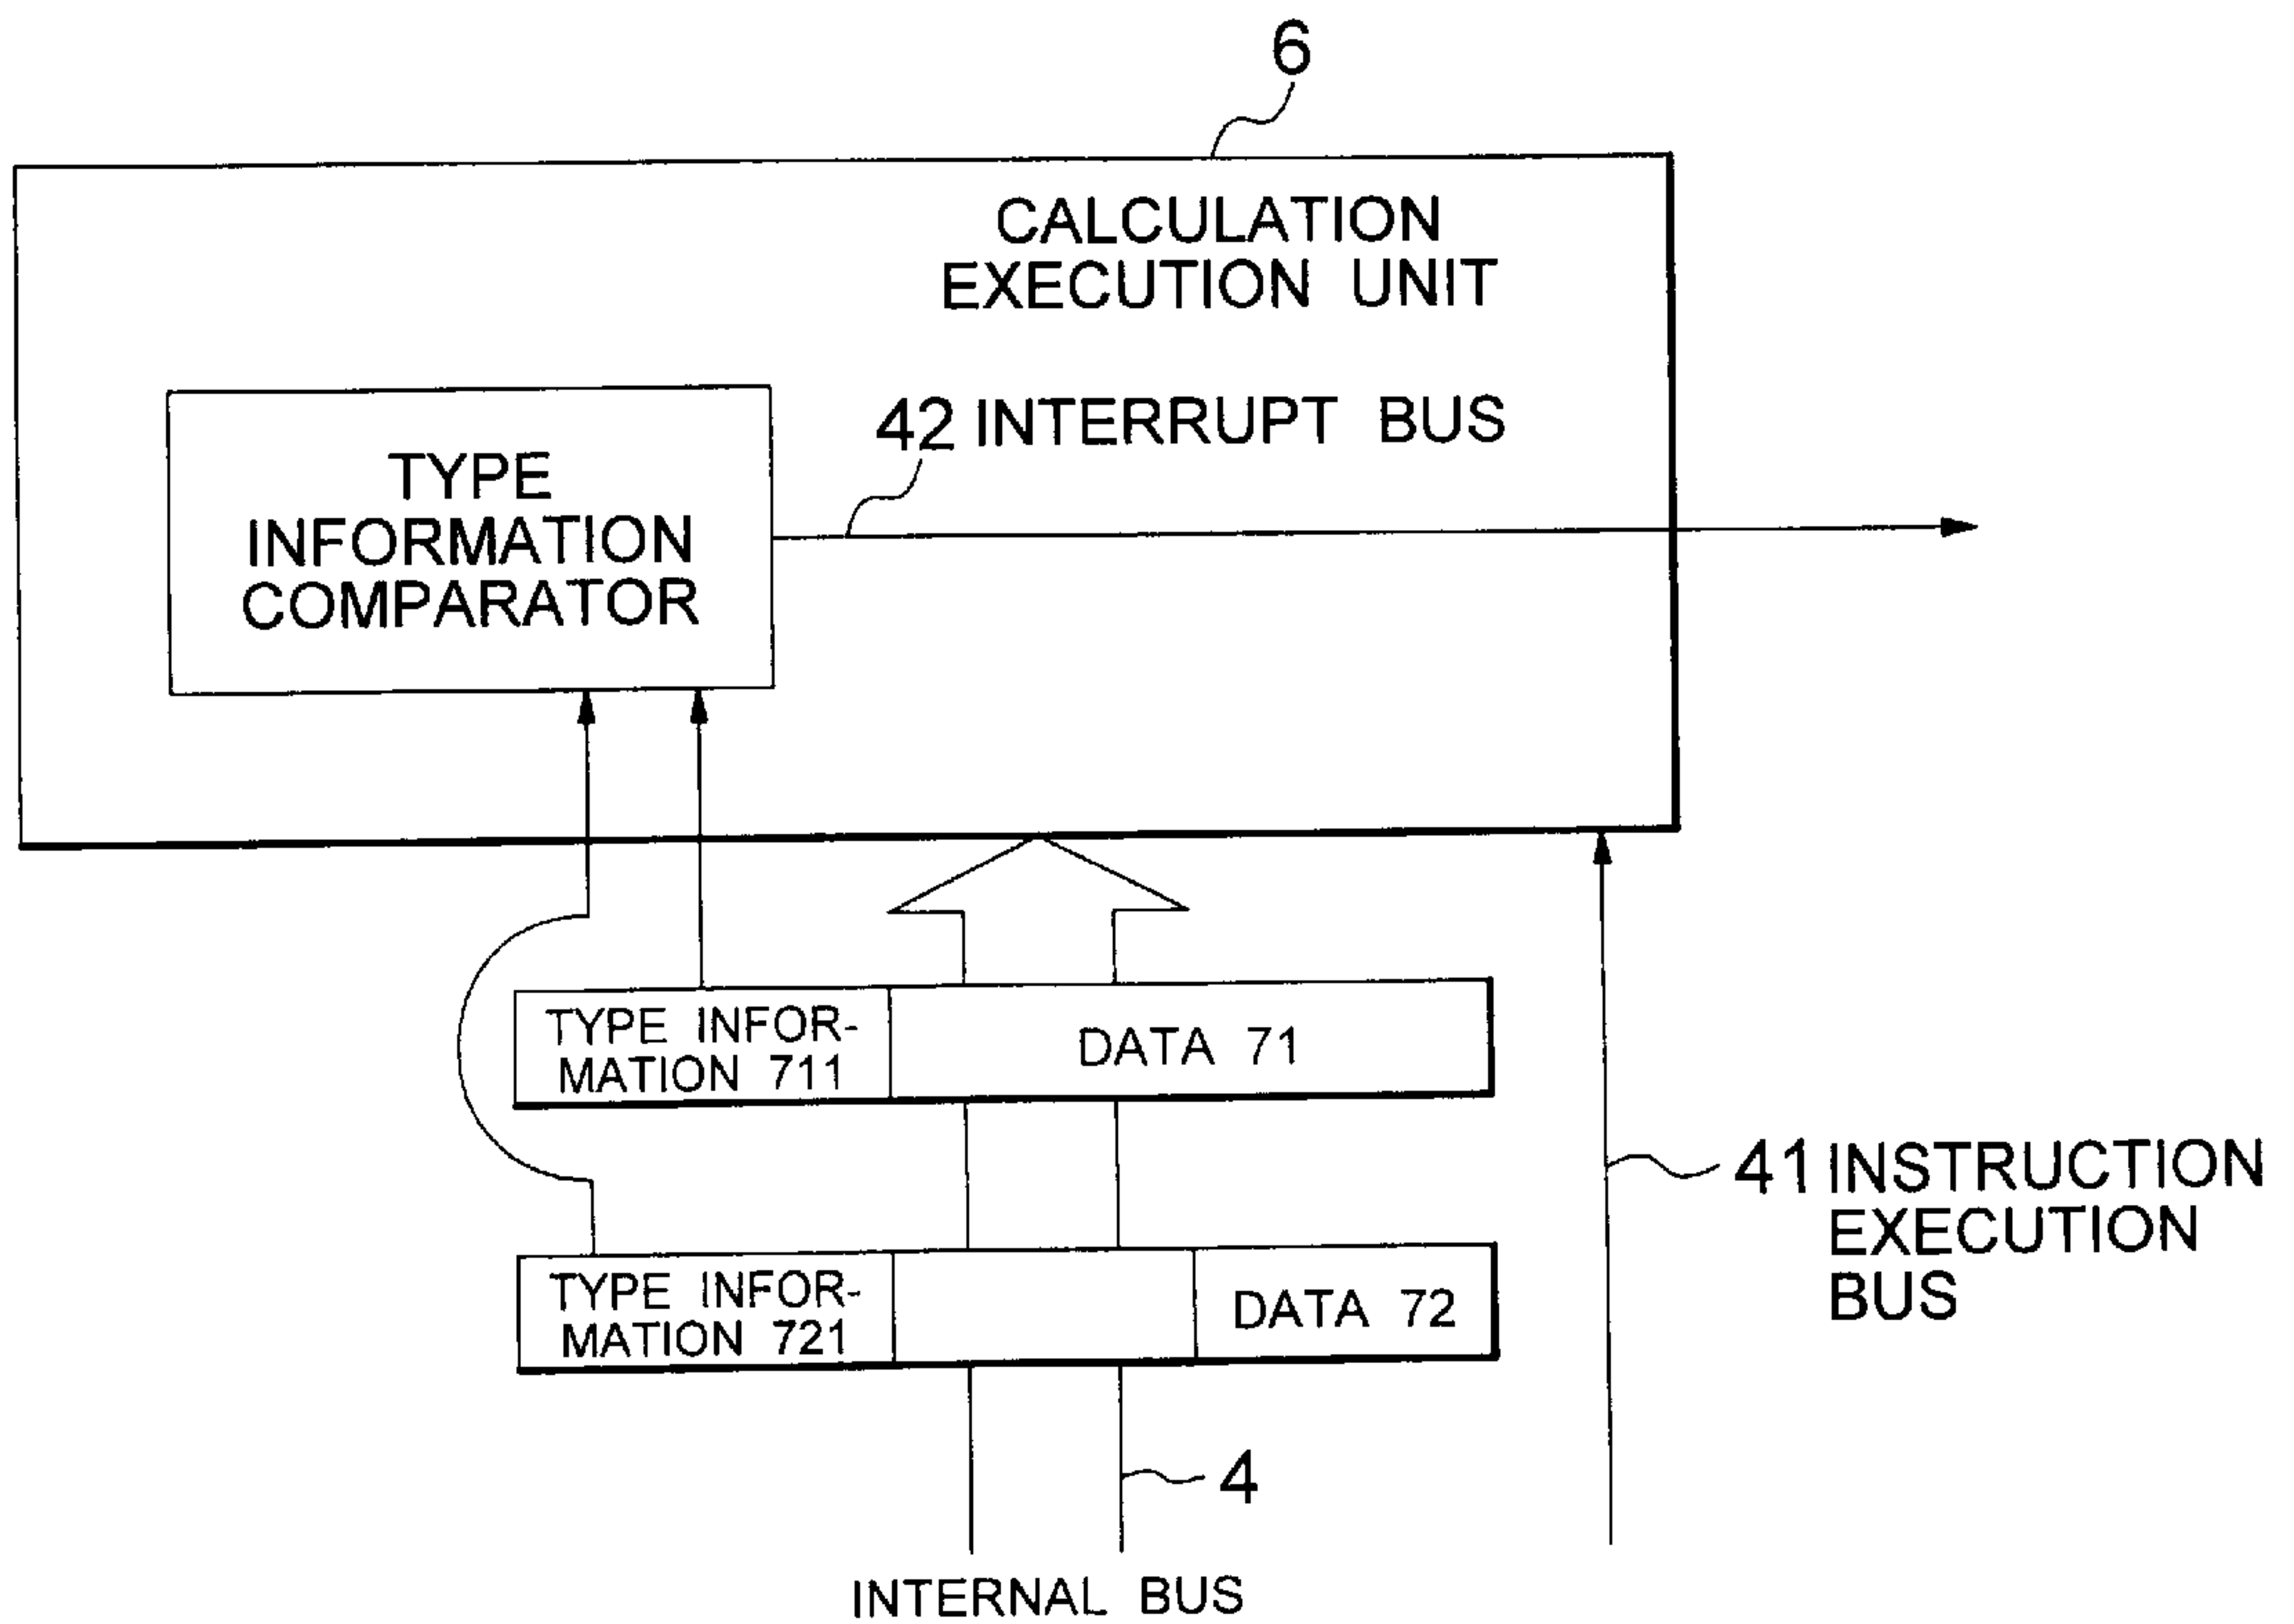 6
CALCULATION
EXECUTION UNIT
42 INTERRUPT BUS
TYPE
INFORMATION
COMPARATOR
TYPE INFOR-
MATION 711
DATA 71
41 INSTRUCTION
EXECUTION
BUS
TYPE INFOR-
MATION 721
DATA 72
4
INTERNAL BUS